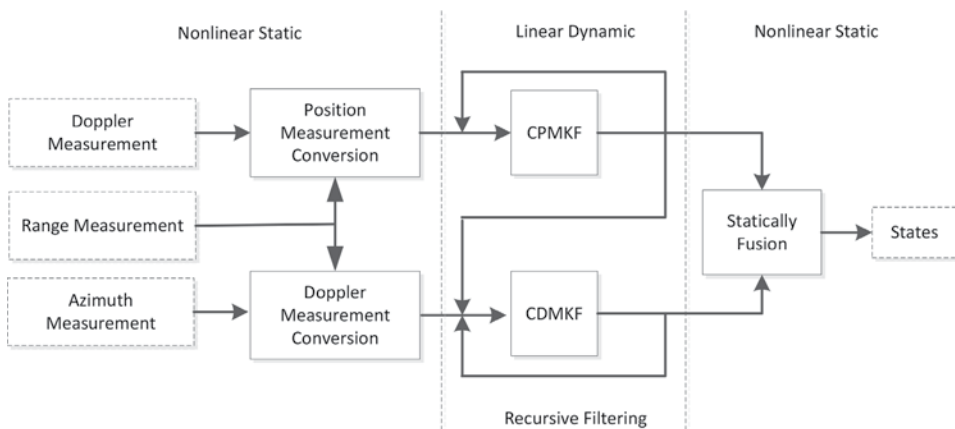 Nonlinear Static
Linear Dynamic
Nonlinear Static
Doppler
Measurement
Position
Measurement
Conversion
CPMKF
Range Measurement
Statically
Fusion
States
Azimuth
Measurement
Doppler
Measurement
Conversion
CDMKF
Recursive Filtering